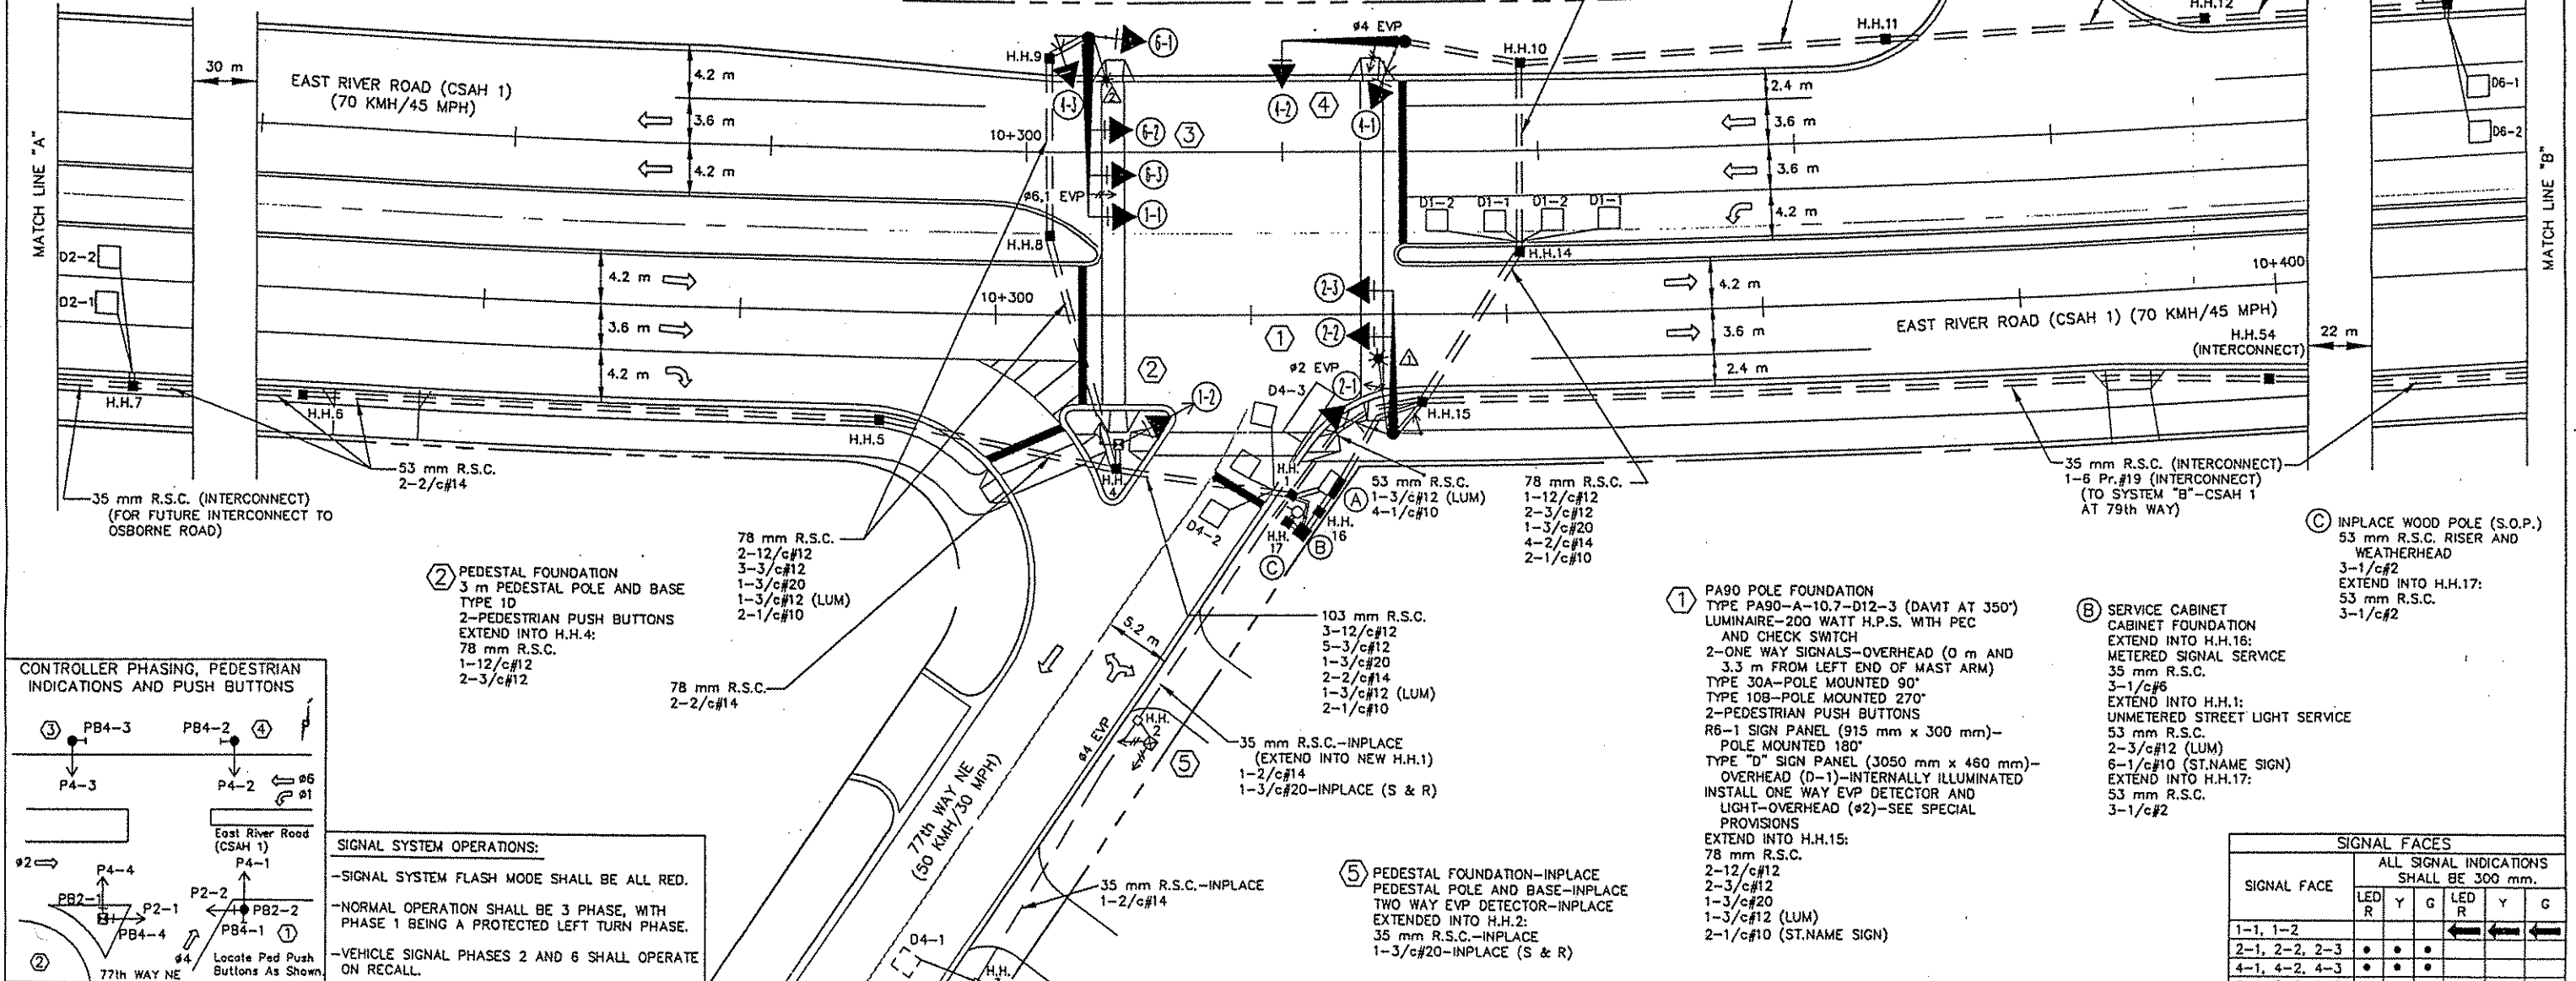 MATCH LINE "A"
30 m
EAST RIVER ROAD (CSAH 1)
(70 KMH/45 MPH)
4.2 m
3.6 m
4.2 m
H.H.9
6-1
4-3
2
10+300
6-2
3
6-3
ø6,1 EVP
1-1
H.H.8
ø4 EVP
4-2
4
4-1
H.H.10
H.H.11
H.H.12
2.4 m
3.6 m
3.6 m
4.2 m
D1-2
D1-1
D1-2
D1-1
H.H.14
D6-1
D6-2
MATCH LINE "B"
D2-2
D2-1
H.H.7
H.H.6
H.H.5
4.2 m
3.6 m
4.2 m
10+300
2
1-2
H.H.
4
2-3
2-2
1
1
ø2 EVP
2-1
D4-3
H.H.15
10+400
4.2 m
3.6 m
2.4 m
EAST RIVER ROAD (CSAH 1) (70 KMH/45 MPH)
H.H.54
(INTERCONNECT)
22 m
D4-2
H.H.
1
H.H.
16
H.H.
17
A
B
C
35 mm R.S.C. (INTERCONNECT)
(FOR FUTURE INTERCONNECT TO
OSBORNE ROAD)
53 mm R.S.C.
2-2/c#14
78 mm R.S.C.
2-12/c#12
3-3/c#12
1-3/c#20
1-3/c#12 (LUM)
2-1/c#10
78 mm R.S.C.
2-2/c#14
53 mm R.S.C.
1-3/c#12 (LUM)
4-1/c#10
78 mm R.S.C.
1-12/c#12
2-3/c#12
1-3/c#20
4-2/c#14
2-1/c#10
35 mm R.S.C. (INTERCONNECT)
1-6 Pr.#19 (INTERCONNECT)
(TO SYSTEM "B"-CSAH 1
AT 79th WAY)
C INPLACE WOOD POLE (S.O.P.)
53 mm R.S.C. RISER AND
WEATHERHEAD
3-1/c#2
EXTEND INTO H.H.17:
53 mm R.S.C.
3-1/c#2
2 PEDESTAL FOUNDATION
3 m PEDESTAL POLE AND BASE
TYPE 1D
2-PEDESTRIAN PUSH BUTTONS
EXTEND INTO H.H.4:
78 mm R.S.C.
1-12/c#12
2-3/c#12
103 mm R.S.C.
3-12/c#12
5-3/c#12
1-3/c#20
2-2/c#14
1-3/c#12 (LUM)
2-1/c#10
5.2 m
H.H.
2
5
ø4 EVP
77th WAY NE
(50 KMH/30 MPH)
35 mm R.S.C.-INPLACE
(EXTEND INTO NEW H.H.1)
1-2/c#14
1-3/c#20-INPLACE (S & R)
35 mm R.S.C.-INPLACE
1-2/c#14
D4-1
H.H.
1 PA90 POLE FOUNDATION
TYPE PA90-A-10.7-D12-3 (DAVIT AT 350°)
LUMINAIRE-200 WATT H.P.S. WITH PEC
AND CHECK SWITCH
2-ONE WAY SIGNALS-OVERHEAD (0 m AND
3.3 m FROM LEFT END OF MAST ARM)
TYPE 30A-POLE MOUNTED 90°
TYPE 10B-POLE MOUNTED 270°
2-PEDESTRIAN PUSH BUTTONS
R6-1 SIGN PANEL (915 mm x 300 mm)-
POLE MOUNTED 180°
TYPE "D" SIGN PANEL (3050 mm x 460 mm)-
OVERHEAD (D-1)-INTERNALLY ILLUMINATED
INSTALL ONE WAY EVP DETECTOR AND
LIGHT-OVERHEAD (ø2)-SEE SPECIAL
PROVISIONS
EXTEND INTO H.H.15:
78 mm R.S.C.
2-12/c#12
2-3/c#12
1-3/c#20
1-3/c#12 (LUM)
2-1/c#10 (ST.NAME SIGN)
B SERVICE CABINET
CABINET FOUNDATION
EXTEND INTO H.H.16:
METERED SIGNAL SERVICE
35 mm R.S.C.
3-1/c#6
EXTEND INTO H.H.1:
UNMETERED STREET LIGHT SERVICE
53 mm R.S.C.
2-3/c#12 (LUM)
6-1/c#10 (ST.NAME SIGN)
EXTEND INTO H.H.17:
53 mm R.S.C.
3-1/c#2
5 PEDESTAL FOUNDATION-INPLACE
PEDESTAL POLE AND BASE-INPLACE
TWO WAY EVP DETECTOR-INPLACE
EXTENDED INTO H.H.2:
35 mm R.S.C.-INPLACE
1-3/c#20-INPLACE (S & R)
CONTROLLER PHASING, PEDESTRIAN
INDICATIONS AND PUSH BUTTONS
3 PB4-3 PB4-2 4
P4-3 P4-2
ø6
ø1
East River Road
(CSAH 1)
ø2
P4-4 P4-1
PB2-1 P2-1 P2-2 PB2-2
PB4-4 PB4-1 1
ø4
2
77th WAY NE
Locate Ped Push
Buttons As Shown.
SIGNAL SYSTEM OPERATIONS:
-SIGNAL SYSTEM FLASH MODE SHALL BE ALL RED.
-NORMAL OPERATION SHALL BE 3 PHASE, WITH
PHASE 1 BEING A PROTECTED LEFT TURN PHASE.
-VEHICLE SIGNAL PHASES 2 AND 6 SHALL OPERATE
ON RECALL.
SIGNAL FACES
SIGNAL FACE
ALL SIGNAL INDICATIONS
SHALL BE 300 mm.
LED R Y G LED R Y G
1-1, 1-2
2-1, 2-2, 2-3 • • •
4-1, 4-2, 4-3 • • •